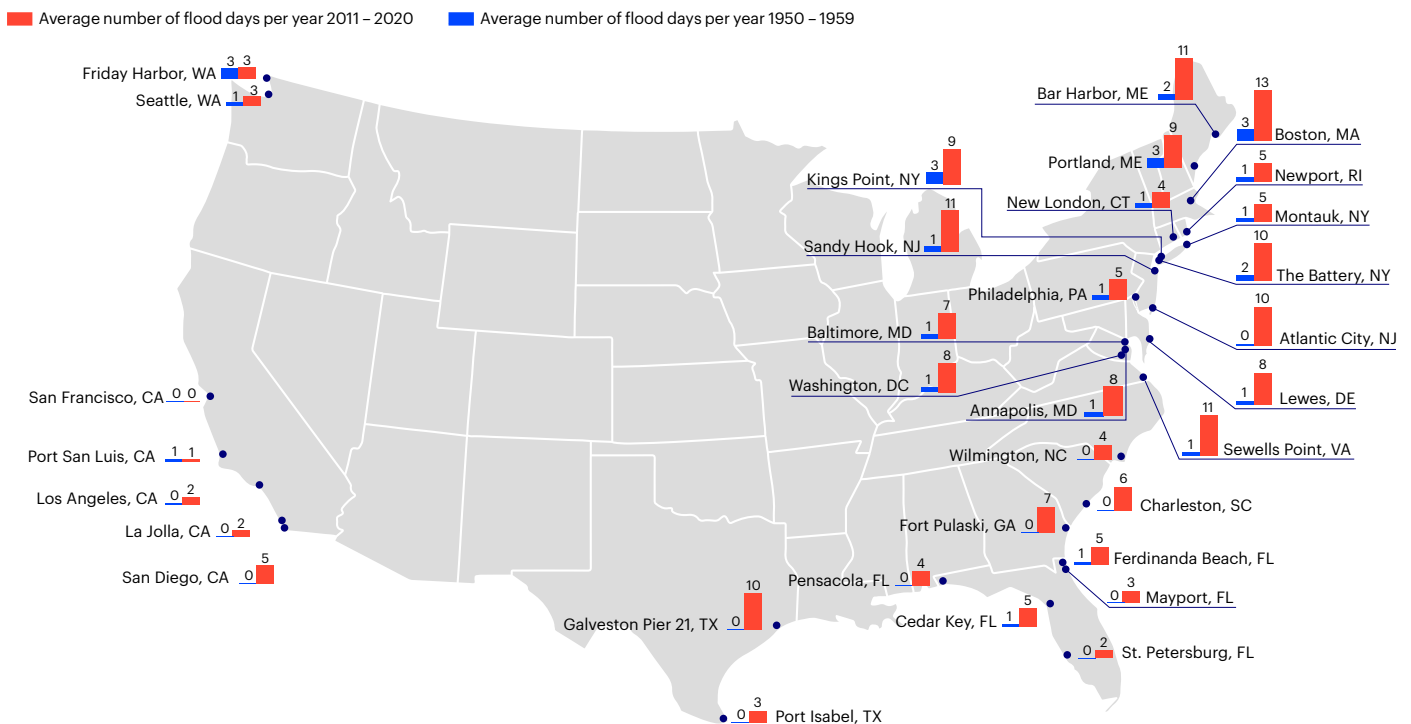 Average number of flood days per year 2011 – 2020
Average number of flood days per year 1950 – 1959
Friday Harbor, WA 3 3
Seattle, WA 1 3
San Francisco, CA 0 0
Port San Luis, CA 1 1
Los Angeles, CA 0 2
La Jolla, CA 0 2
San Diego, CA 0 5
Galveston Pier 21, TX 0 10
0 3 Port Isabel, TX
Bar Harbor, ME 2 11
3 13 Boston, MA
Portland, ME 3 9
1 5 Newport, RI
Kings Point, NY 3 9
New London, CT 1 4
1 5 Montauk, NY
Sandy Hook, NJ 1 11
2 10 The Battery, NY
Philadelphia, PA 1 5
0 10 Atlantic City, NJ
Baltimore, MD 1 7
Washington, DC 1 8
Annapolis, MD 1 8
1 8 Lewes, DE
1 11 Sewells Point, VA
Wilmington, NC 0 4
0 6 Charleston, SC
Fort Pulaski, GA 0 7
1 5 Ferdinanda Beach, FL
0 3 Mayport, FL
Pensacola, FL 0 4
Cedar Key, FL 1 5
0 2 St. Petersburg, FL